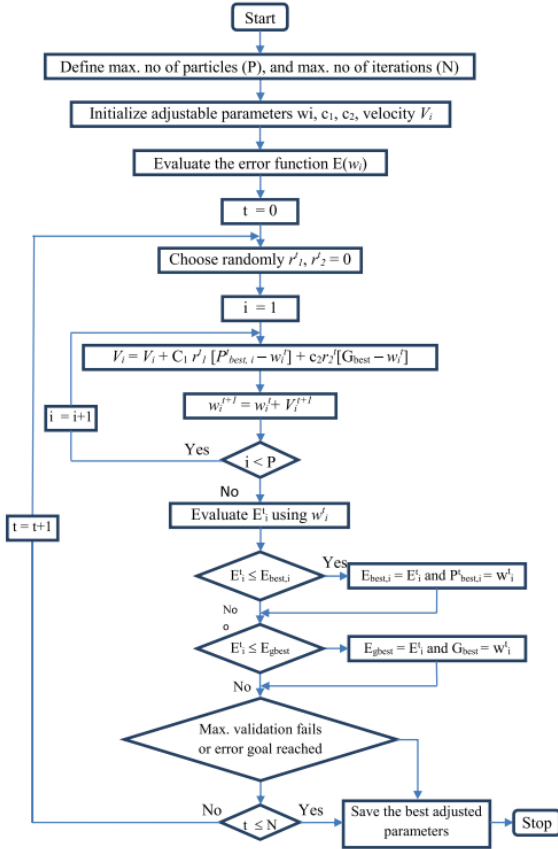 Start
Define max. no of particles (P), and max. no of iterations (N)
Initialize adjustable parameters wi, c₁, c₂, velocity Vᵢ
Evaluate the error function E(wᵢ)
t = 0
Choose randomly rᵗ₁, rᵗ₂ = 0
i = 1
Vᵢ = Vᵢ + C₁ rᵗ₁ [Pᵗbest, i – wᵢᵗ] + c₂r₂ᵗ[Gbest – wᵢᵗ]
i = i+1
wᵢᵗ⁺¹ = wᵢᵗ+ Vᵢᵗ⁺¹
Yes
i < P
No
Evaluate Eᵗᵢ using wᵗᵢ
t = t+1
Eᵗᵢ ≤ Ebest,i
Yes
Ebest,i = Eᵗᵢ and Pᵗbest,i = wᵗᵢ
No
o
Eᵗᵢ ≤ Egbest
Egbest = Eᵗᵢ and Gbest = wᵗᵢ
No
Max. validation fails
or error goal reached
No
t ≤ N
Yes
Save the best adjusted
parameters
Stop